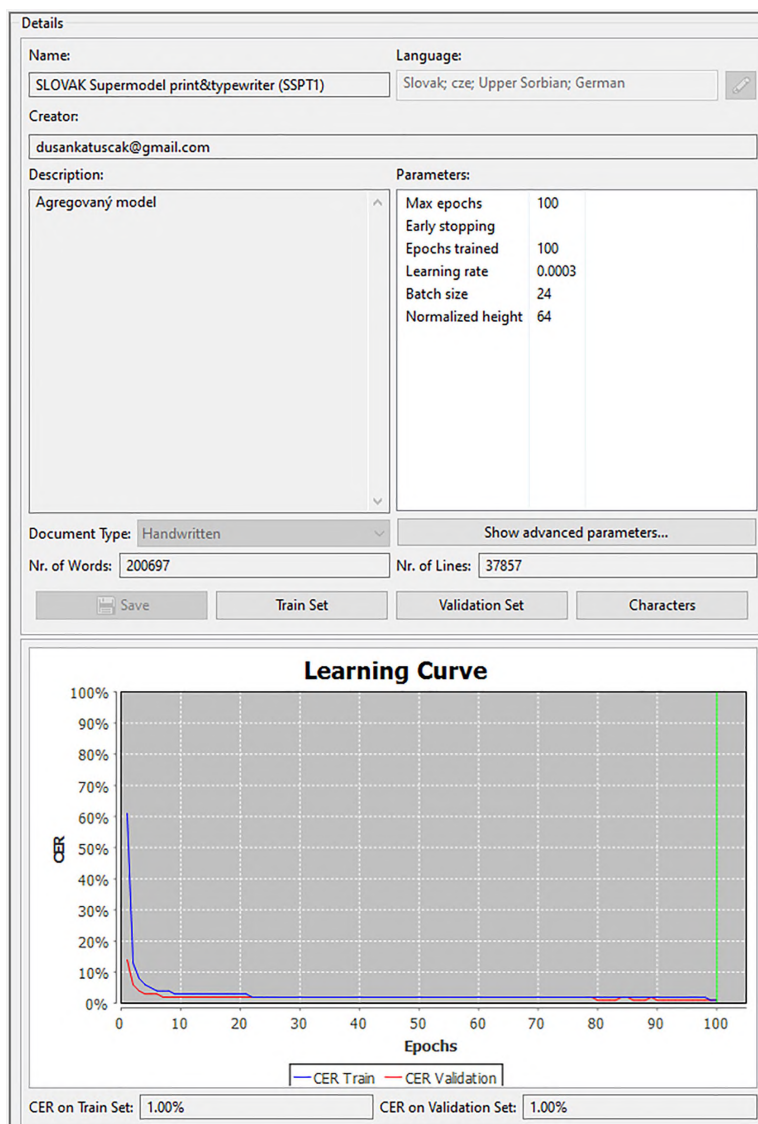 Details
Name:
Language:
SLOVAK Supermodel print&typewriter (SSPT1)
Slovak; cze; Upper Sorbian; German
Creator:
dusankatuscak@gmail.com
Description:
Parameters:
Agregovaný model
Max epochs 100
Early stopping
Epochs trained 100
Learning rate 0.0003
Batch size 24
Normalized height 64
Document Type: Handwritten
Show advanced parameters...
Nr. of Words: 200697
Nr. of Lines: 37857
Save
Train Set
Validation Set
Characters
Learning Curve
100%
90%
80%
70%
60%
50%
40%
30%
20%
10%
0%
CER
0 10 20 30 40 50 60 70 80 90 100
Epochs
CER Train CER Validation
CER on Train Set: 1.00%
CER on Validation Set: 1.00%